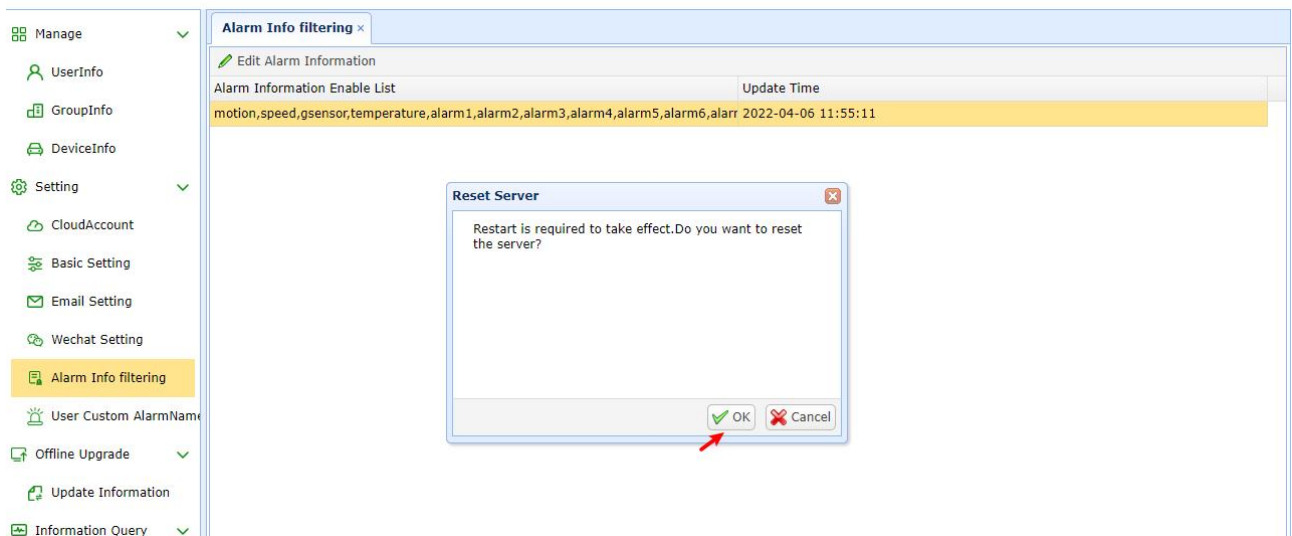 Manage
UserInfo
GroupInfo
DeviceInfo
Setting
CloudAccount
Basic Setting
Email Setting
Wechat Setting
Alarm Info filtering
User Custom AlarmName
Offline Upgrade
Update Information
Information Query
Alarm Info filtering ×
Edit Alarm Information
Alarm Information Enable List Update Time
motion,speed,gsensor,temperature,alarm1,alarm2,alarm3,alarm4,alarm5,alarm6,alarm 2022-04-06 11:55:11
Reset Server
Restart is required to take effect.Do you want to reset
the server?
OK Cancel